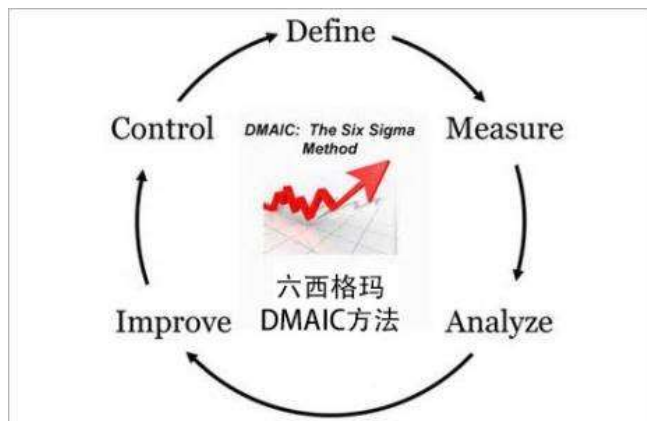 Define
Control
DMAIC: The Six Sigma
Method
Measure
六西格玛
DMAIC方法
Improve
Analyze